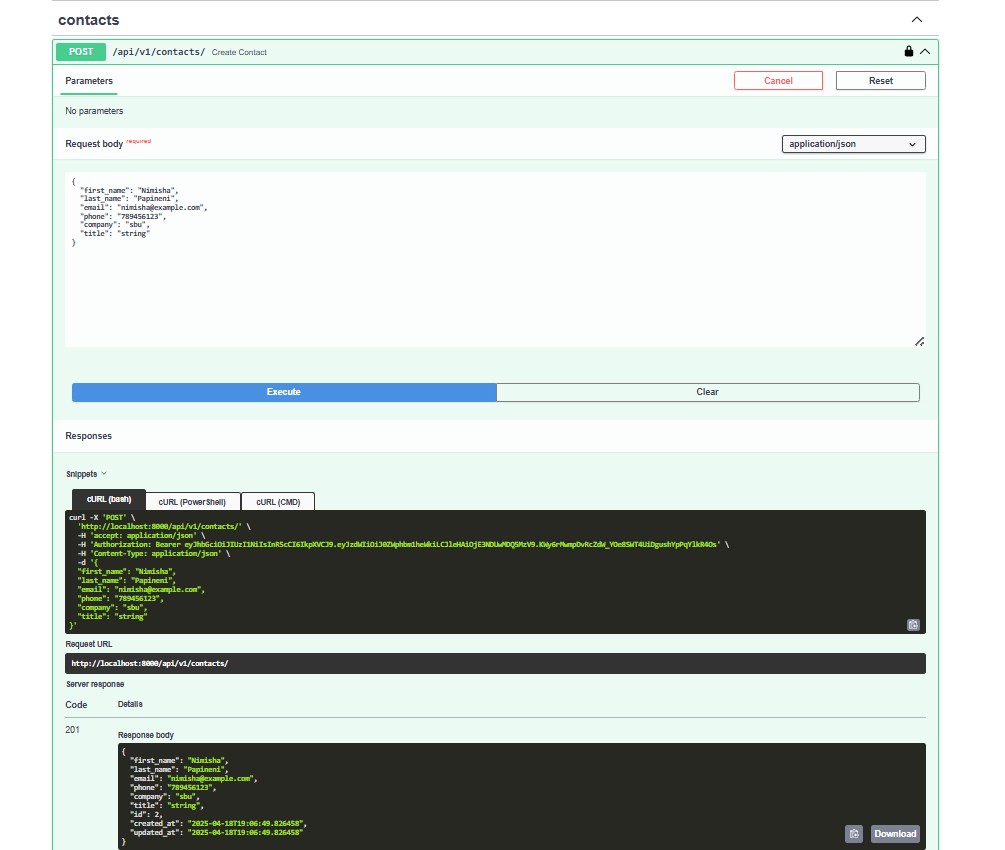 contacts
POST /api/v1/contacts/ Create Contact
Parameters
Cancel
Reset
No parameters
Request body required
application/json
{
  "first_name": "Nimisha",
  "last_name": "Papineni",
  "email": "nimisha@example.com",
  "phone": "789456123",
  "company": "sbu",
  "title": "string"
}
Execute
Clear
Responses
Snippets
cURL (bash)
cURL (PowerShell)
cURL (CMD)
curl -X 'POST' \
  'http://localhost:8000/api/v1/contacts/' \
  -H 'accept: application/json' \
  -H 'Authorization: Bearer
  -H 'Content-Type: application/json' \
  -d '{
  "first_name": "Nimisha",
  "last_name": "Papineni",
  "email": "nimisha@example.com",
  "phone": "789456123",
  "company": "sbu",
  "title": "string"
}'
Request URL
http://localhost:8000/api/v1/contacts/
Server response
Code Details
201
Response body
{
  "first_name": "Nimisha",
  "last_name": "Papineni",
  "email": "nimisha@example.com",
  "phone": "789456123",
  "company": "sbu",
  "title": "string",
  "id": 2,
  "created_at": "2025-04-18T19:06:49.826458",
  "updated_at": "2025-04-18T19:06:49.826458"
}
Download